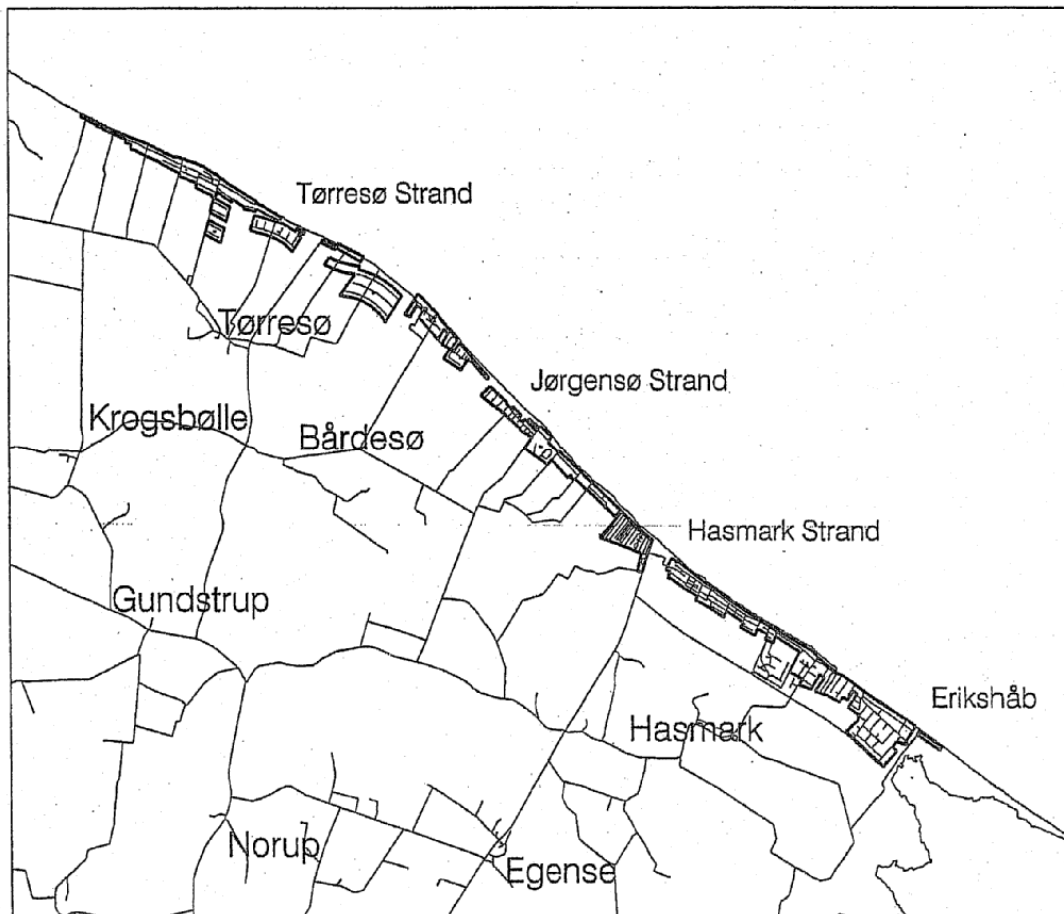 Tørresø Strand
Tørresø
Jørgensø Strand
Krogsbølle
Bårdesø
Hasmark Strand
Gundstrup
Erikshåb
Hasmark
Norup
Egense